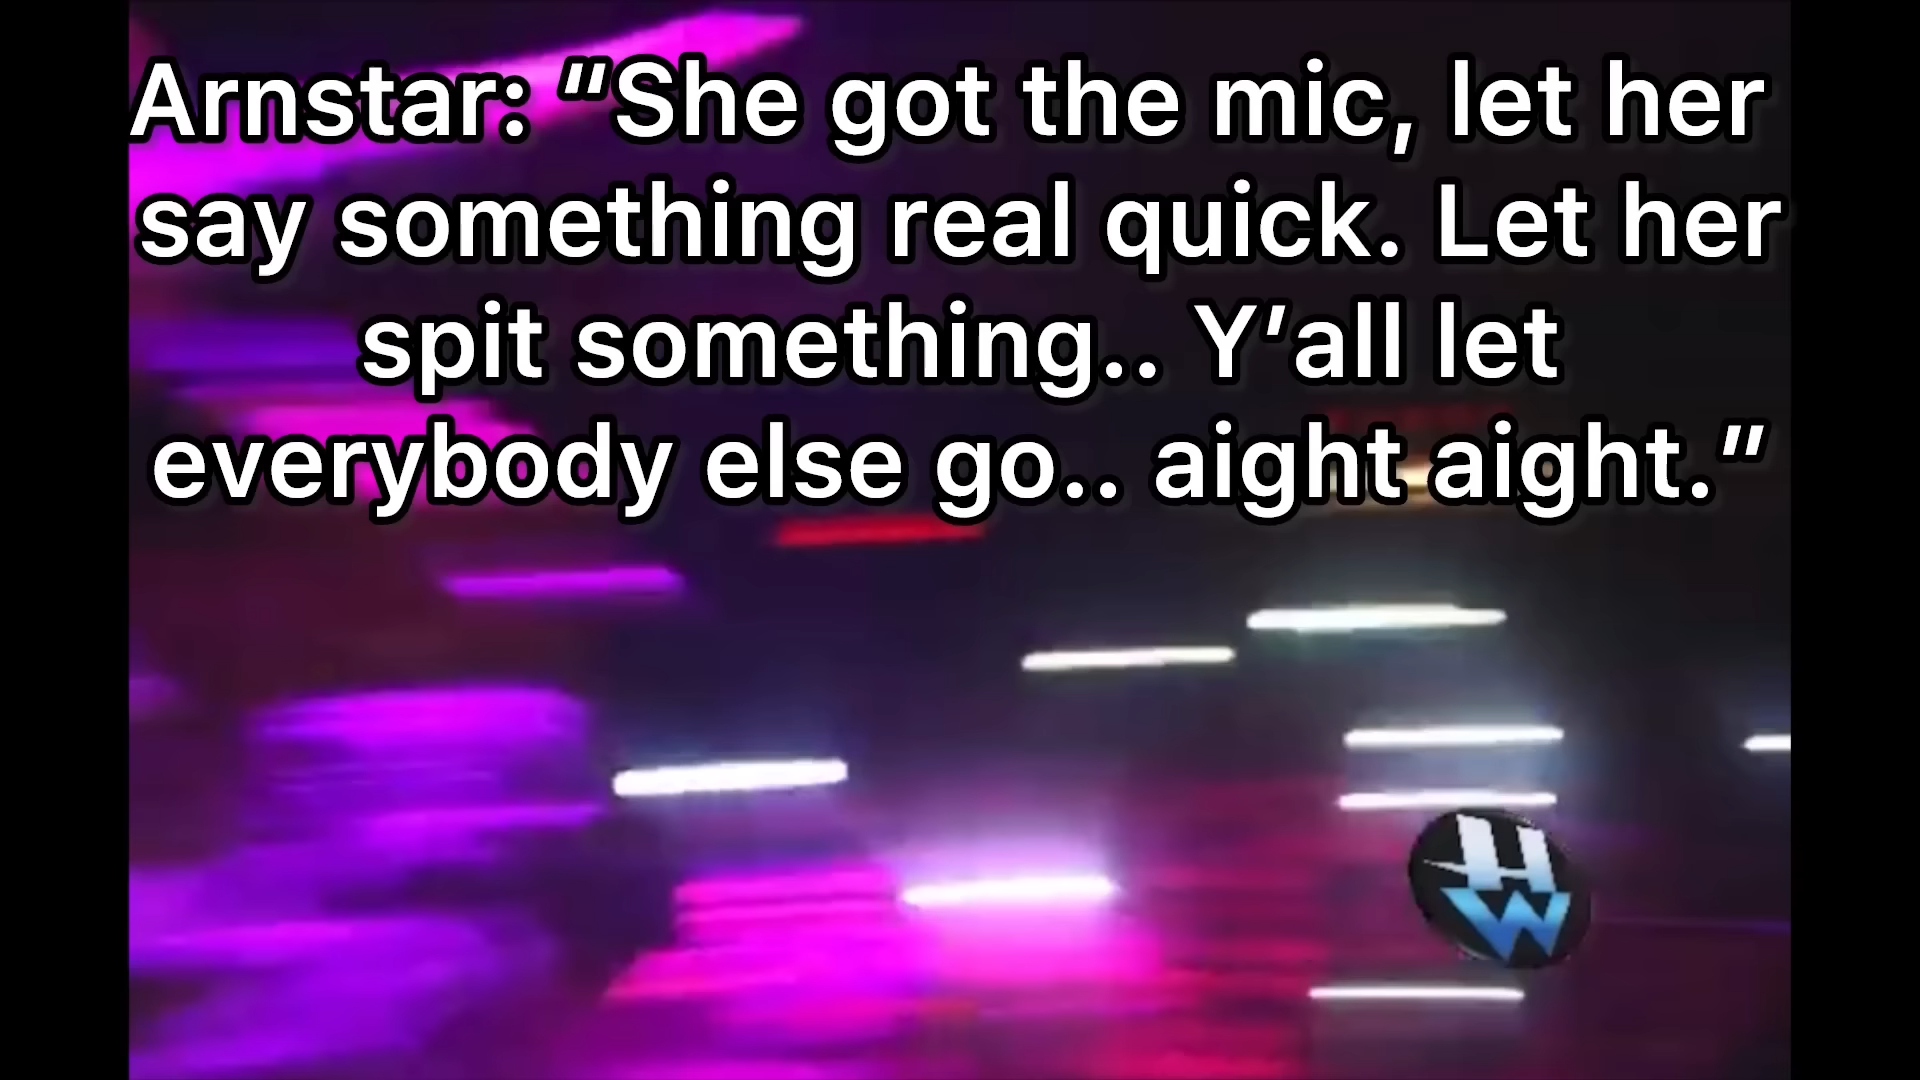 Arnstar: “She got the mic, let her
say something real quick. Let her
spit something.. Y’all let
everybody else go.. aight aight.”
HW